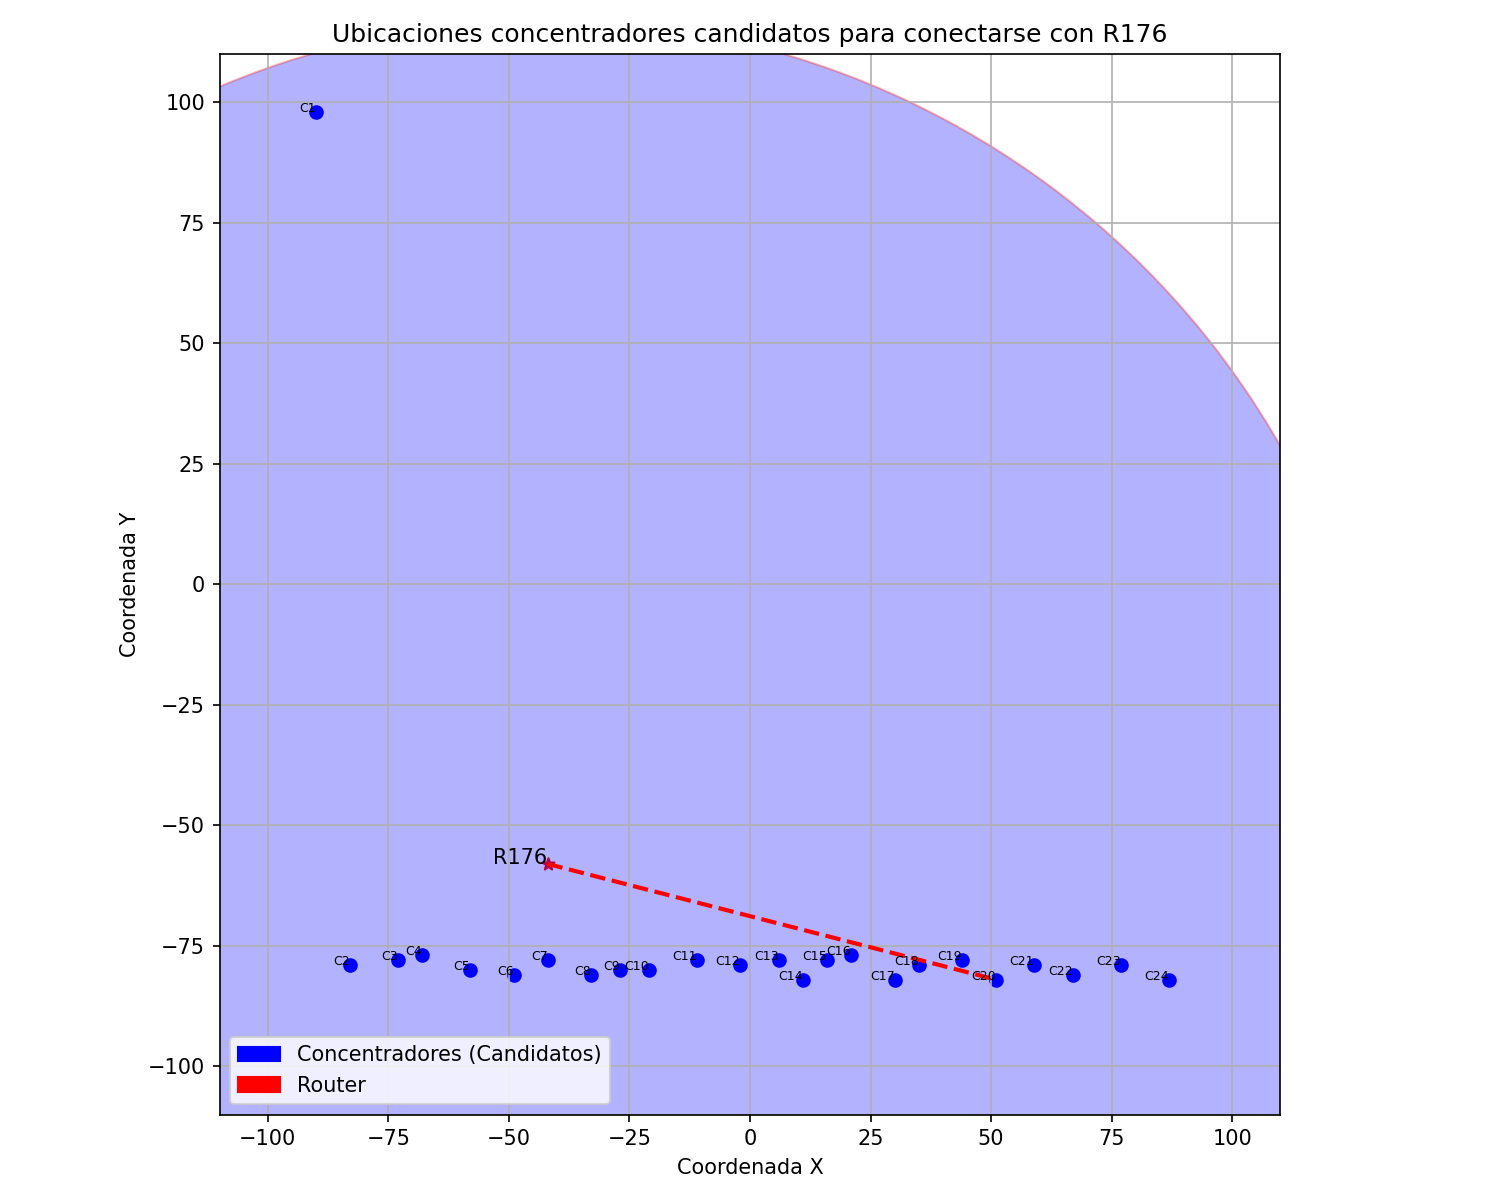 Ubicaciones concentradores candidatos para conectarse con R176
100
75
50
25
0
−25
−50
−75
−100
Coordenada Y
C1
R176
C2
C3
C4
C5
C6
C7
C8
C9
C10
C11
C12
C13
C14
C15
C16
C17
C18
C19
C20
C21
C22
C23
C24
Concentradores (Candidatos)
Router
−100 −75 −50 −25 0 25 50 75 100
Coordenada X